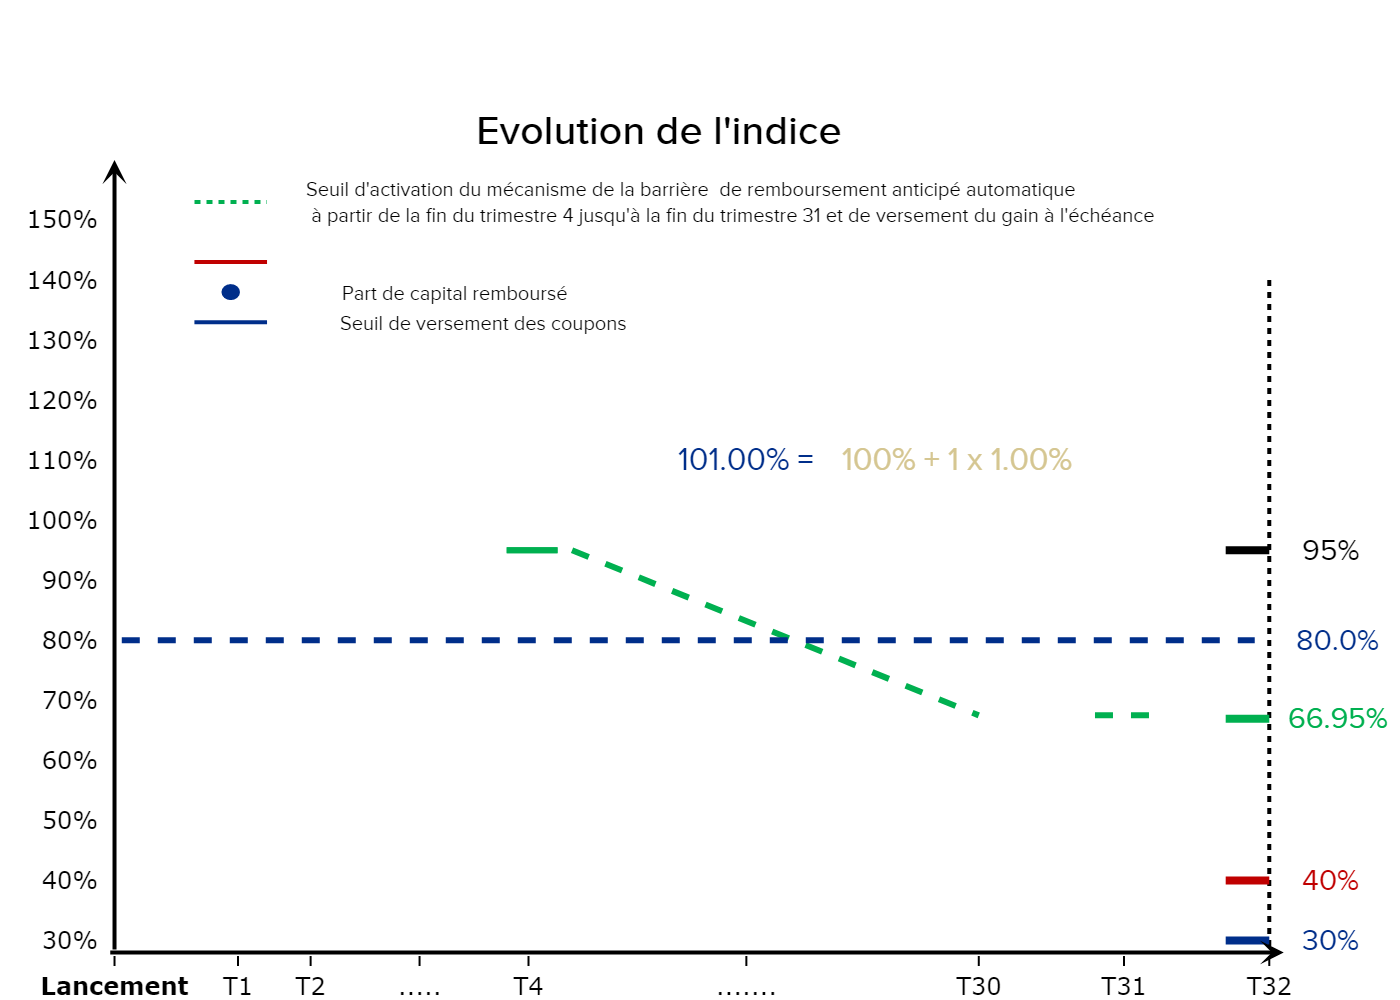 Evolution de l'indice
Seuil d'activation du mécanisme de la barrière de remboursement anticipé automatique
à partir de la fin du trimestre 4 jusqu'à la fin du trimestre 31 et de versement du gain à l'échéance
150%
140%
Part de capital remboursé
Seuil de versement des coupons
130%
120%
110%
101.00% = 100% + 1 x 1.00%
100%
95%
90%
80%
80.0%
70%
66.95%
60%
50%
40%
40%
30%
30%
Lancement T1 T2 ..... T4 ....... T30 T31 T32